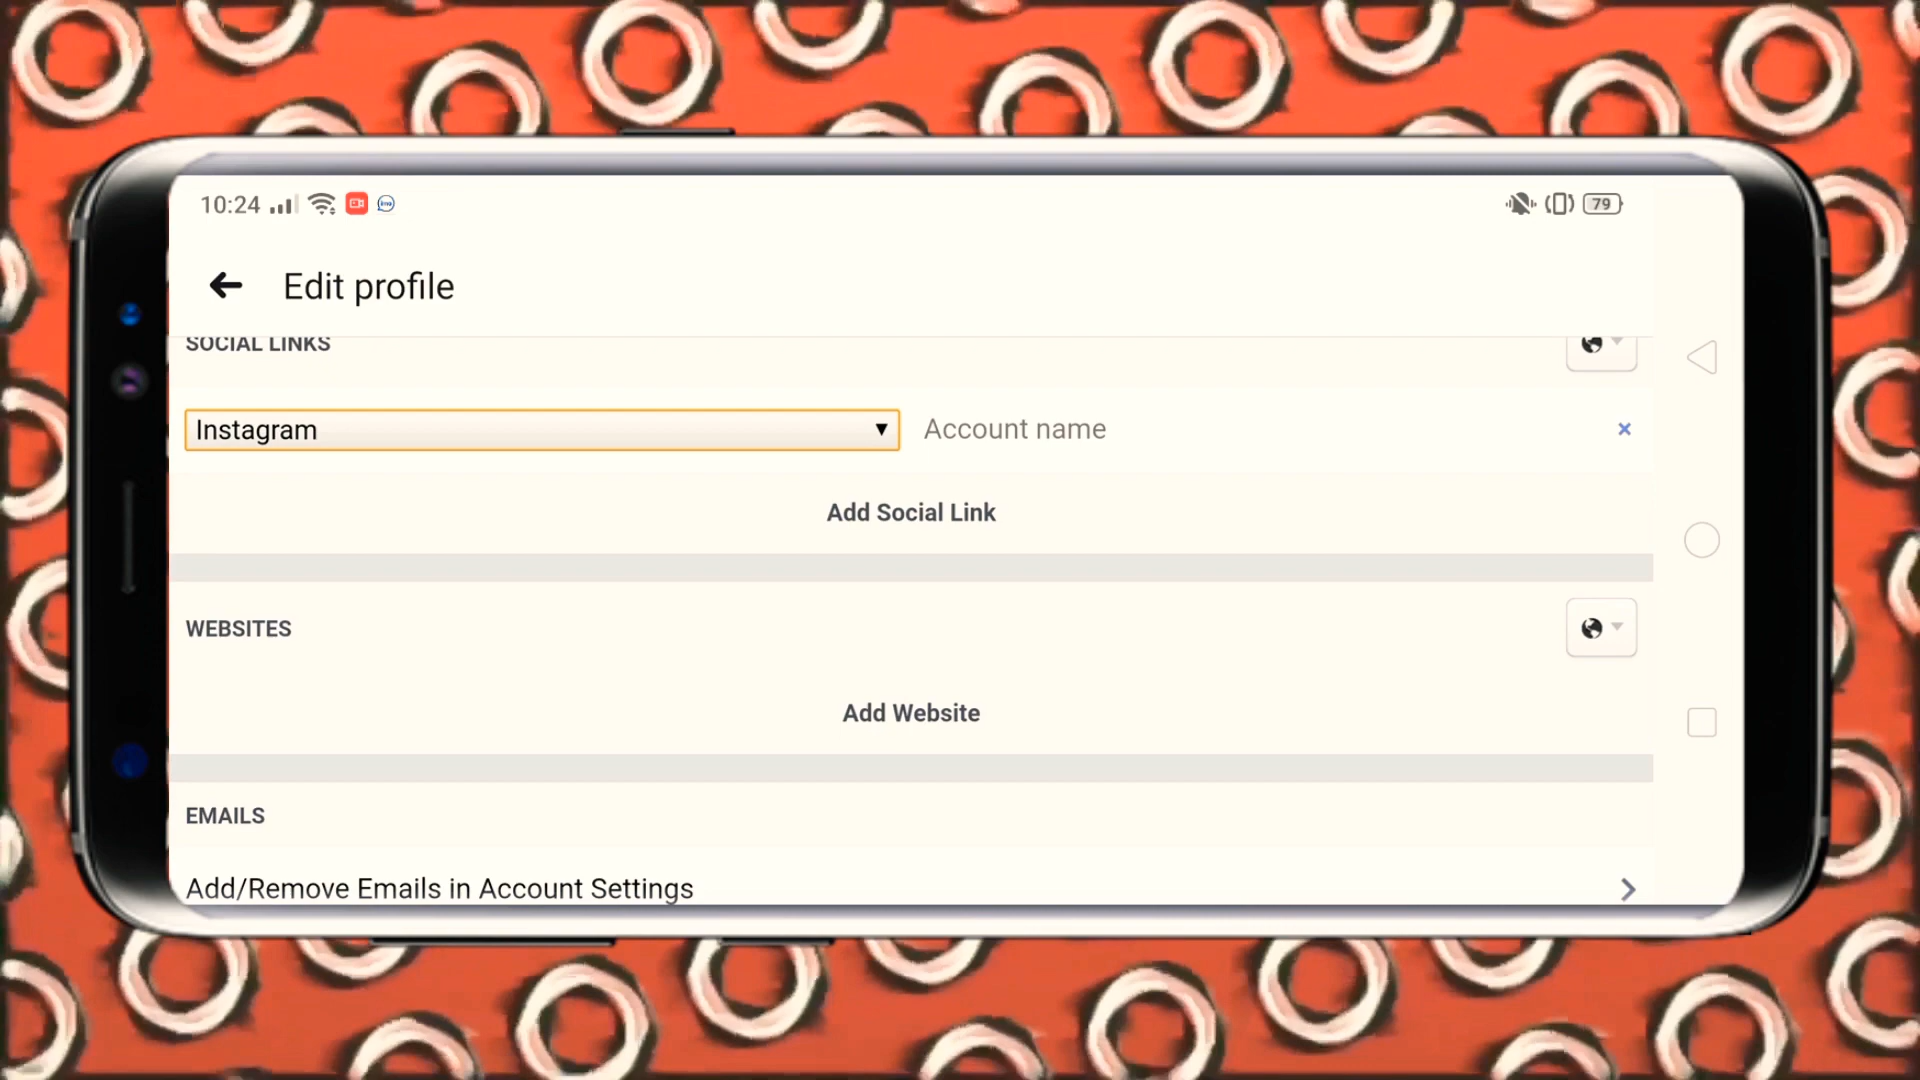 10:24
79
Edit profile
SOCIAL LINKS
Instagram
Account name
Add Social Link
WEBSITES
Add Website
EMAILS
Add/Remove Emails in Account Settings